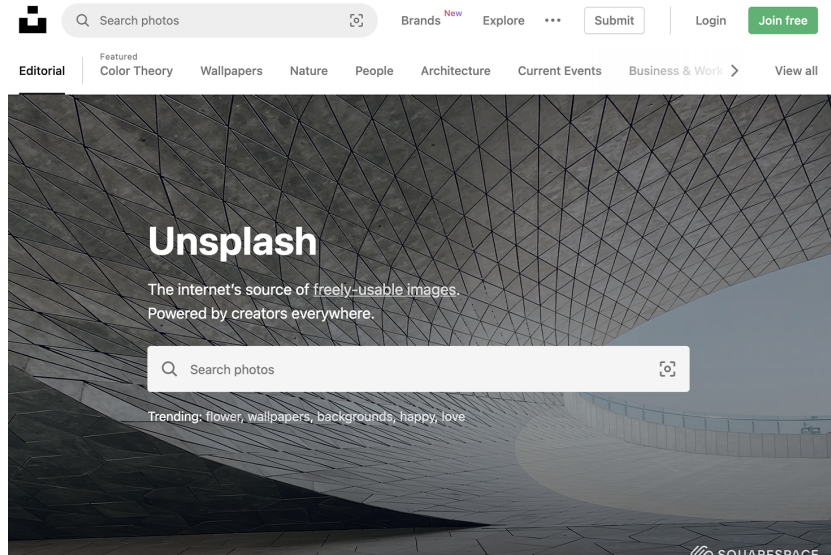 Search photos
Brands New
Explore
Submit
Login
Join free
Editorial
Featured
Color Theory
Wallpapers
Nature
People
Architecture
Current Events
Business & Work
View all
Unsplash
The internet's source of freely-usable images.
Powered by creators everywhere.
Search photos
Trending: flower, wallpapers, backgrounds, happy, love
SQUARESPACE